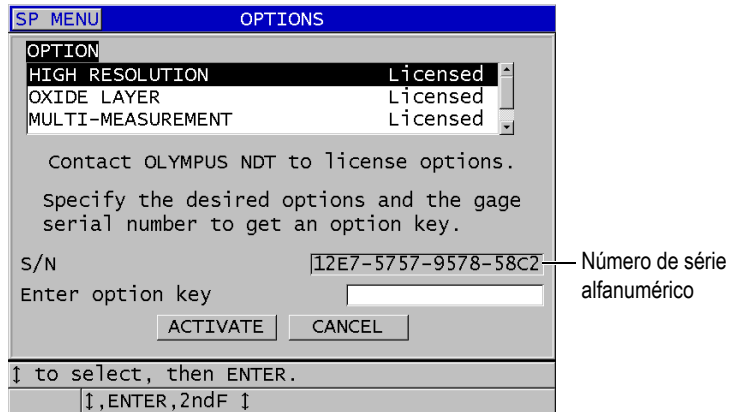 SP MENU OPTIONS
OPTION
HIGH RESOLUTION Licensed
OXIDE LAYER Licensed
MULTI-MEASUREMENT Licensed
Contact OLYMPUS NDT to license options.
Specify the desired options and the gage
serial number to get an option key.
S/N 12E7-5757-9578-58C2
Número de série
alfanumérico
Enter option key
ACTIVATE CANCEL
↕ to select, then ENTER.
↕,ENTER,2ndF ↕